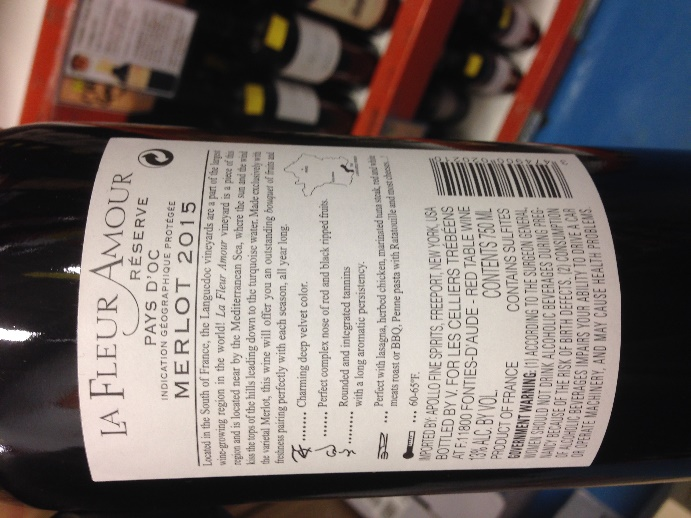 LA FLEUR AMOUR
RÉSERVE
PAYS D'OC
INDICATION GÉOGRAPHIQUE PROTÉGÉE
MERLOT 2015
Located in the South of France, the Languedoc vineyards are a part of the largest
wine-growing region in the world! La Fleur Amour vineyard is a piece of this
region and is located near by the Mediterranean Sea, where the sun and the wind
kiss the tops of the hills leading down to the turquoise water. Made exclusively with
the varietal Merlot, this wine will offer you an outstanding bouquet of fruits and
freshness pairing perfectly with each season, all year long.
........ Charming deep velvet color.
........ Perfect complex nose of red and black ripped fruits.
........ Rounded and integrated tannins
with a long aromatic persistency.
... Perfect with lasagna, herbed chicken, marinated tuna steak, red and white
meats roast or BBQ, Penne pasta with Ratatouille and most cheeses...
... 60-65°F.
IMPORTED BY: APOLLO FINE SPIRITS, FREEPORT, NEW YORK, USA
BOTTLED BY V. FOR LES CELLIERS TREBEENS
AT F.11800 FONTIES-D'AUDE - RED TABLE WINE
13% ALC. BY VOL. CONTENTS 750 ML
PRODUCT OF FRANCE CONTAINS SULFITES
GOVERNMENT WARNING: (1) ACCORDING TO THE SURGEON GENERAL
WOMEN SHOULD NOT DRINK ALCOHOLIC BEVERAGES DURING PREG-
NANCY BECAUSE OF THE RISK OF BIRTH DEFECTS. (2) CONSUMPTION
OF ALCOHOLIC BEVERAGES IMPAIRS YOUR ABILITY TO DRIVE A CAR
OR OPERATE MACHINERY, AND MAY CAUSE HEALTH PROBLEMS.